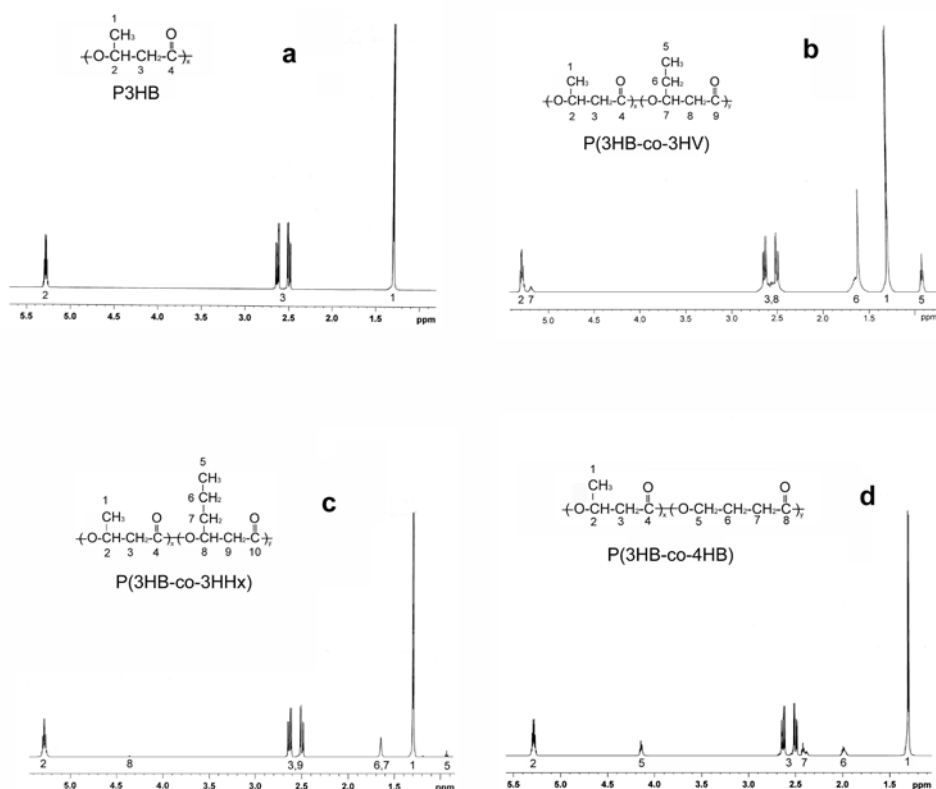 a
1
CH₃
O
(O-CH-CH₂-C)ₓ
2 3 4
P3HB
2 3 1
5.5 5.0 4.5 4.0 3.5 3.0 2.5 2.0 1.5 1 ppm
b
5
CH₃
1 6
CH₃ O CH₂ O
(O-CH-CH₂-C)ₓ(O-CH-CH₂-C)y
2 3 4 7 8 9
P(3HB-co-3HV)
2 7 3,8 6 1 5
5.0 4.5 4.0 3.5 3.0 2.5 2.0 1.5 ppm
c
5
CH₃
6 CH₂
1 7
CH₃ O CH₂ O
(O-CH-CH₂-C)ₓ(O-CH-CH₂-C)y
2 3 4 8 9 10
P(3HB-co-3HHx)
2 8 3,9 6,7 1 5
5.0 4.5 4.0 3.5 3.0 2.5 2.0 1.5 1 ppm
d
1
CH₃ O O
(O-CH-CH₂-C)ₓ(O-CH₂-CH₂-CH₂-C)y
2 3 4 5 6 7 8
P(3HB-co-4HB)
2 5 3 7 6 1
5.5 5.0 4.5 4.0 3.5 3.0 2.5 2.0 1.5 ppm